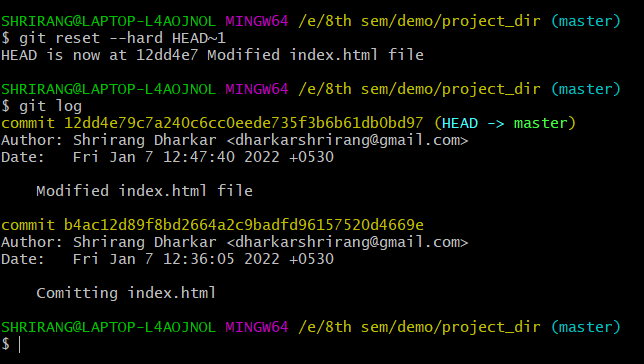 SHRIRANG@LAPTOP-L4AOJNOL MINGW64 /e/8th sem/demo/project_dir (master)
$ git reset --hard HEAD~1
HEAD is now at 12dd4e7 Modified index.html file
SHRIRANG@LAPTOP-L4AOJNOL MINGW64 /e/8th sem/demo/project_dir (master)
$ git log
commit 12dd4e79c7a240c6cc0eede735f3b6b61db0bd97 (HEAD -> master)
Author: Shrirang Dharkar <dharkarshrirang@gmail.com>
Date:   Fri Jan 7 12:47:40 2022 +0530
    Modified index.html file
commit b4ac12d89f8bd2664a2c9badfd96157520d4669e
Author: Shrirang Dharkar <dharkarshrirang@gmail.com>
Date:   Fri Jan 7 12:36:05 2022 +0530
    Comitting index.html
SHRIRANG@LAPTOP-L4AOJNOL MINGW64 /e/8th sem/demo/project_dir (master)
$